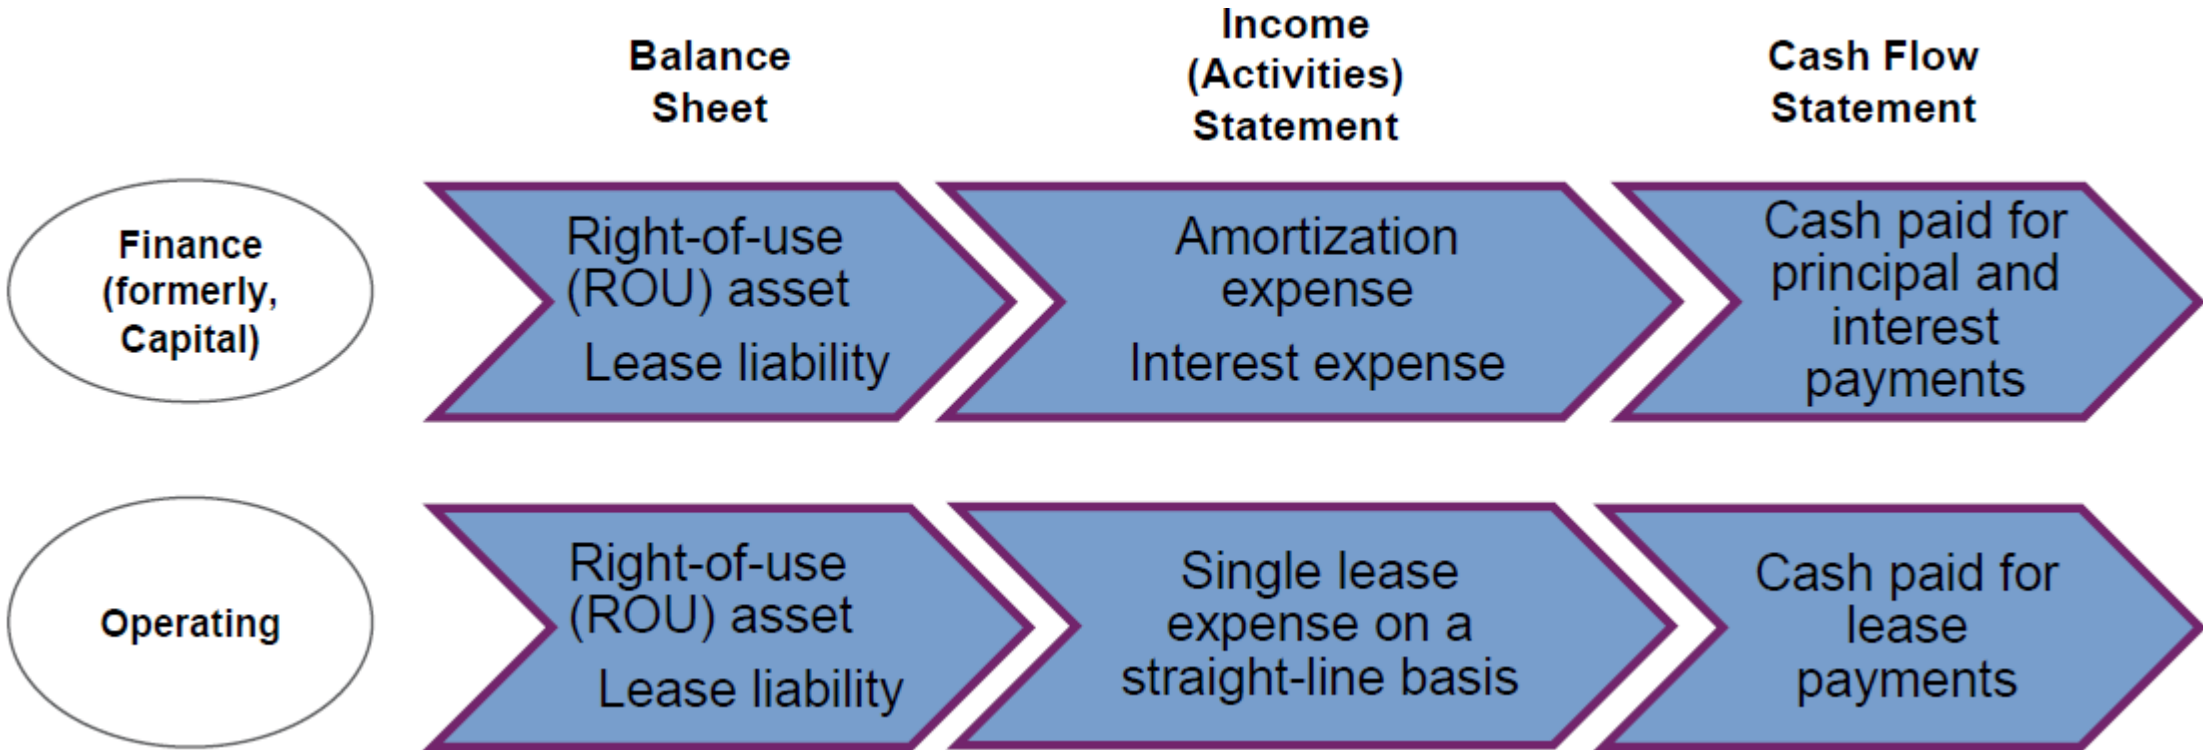 Balance
Sheet
Income
(Activities)
Statement
Cash Flow
Statement
Finance
(formerly,
Capital)
Right-of-use
(ROU) asset
Lease liability
Amortization
expense
Interest expense
Cash paid for
principal and
interest
payments
Operating
Right-of-use
(ROU) asset
Lease liability
Single lease
expense on a
straight-line basis
Cash paid for
lease
payments